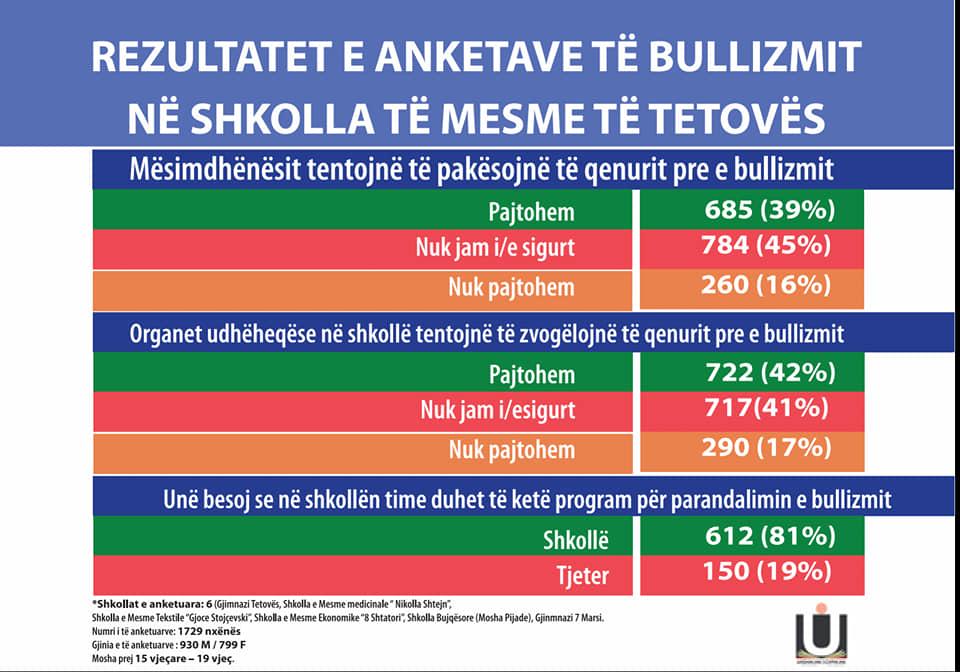 REZULTATET E ANKETAVE TË BULLIZMIT
NË SHKOLLA TË MESME TË TETOVËS
Mësimdhënësit tentojnë të pakësojnë të qenurit pre e bullizmit
Pajtohem 685 (39%)
Nuk jam i/e sigurt 784 (45%)
Nuk pajtohem 260 (16%)
Organet udhëheqëse në shkollë tentojnë të zvogëlojnë të qenurit pre e bullizmit
Pajtohem 722 (42%)
Nuk jam i/esigurt 717(41%)
Nuk pajtohem 290 (17%)
Unë besoj se në shkollën time duhet të ketë program për parandalimin e bullizmit
Shkollë 612 (81%)
Tjeter 150 (19%)
*Shkollat e anketuara: 6 (Gjimnazi Tetovës, Shkolla e Mesme medicinale “ Nikolla Shtejn”,
Shkolla e Mesme Tekstile “Gjoce Stojçevski”, Shkolla e Mesme Ekonomike “8 Shtatori”, Shkolla Bujqësore (Mosha Pijade), Gjinmnazi 7 Marsi.
Numri i të anketuarve: 1729 nxënës
Gjinia e të anketuarve : 930 M / 799 F
Mosha prej 15 vjeçare – 19 vjeç.